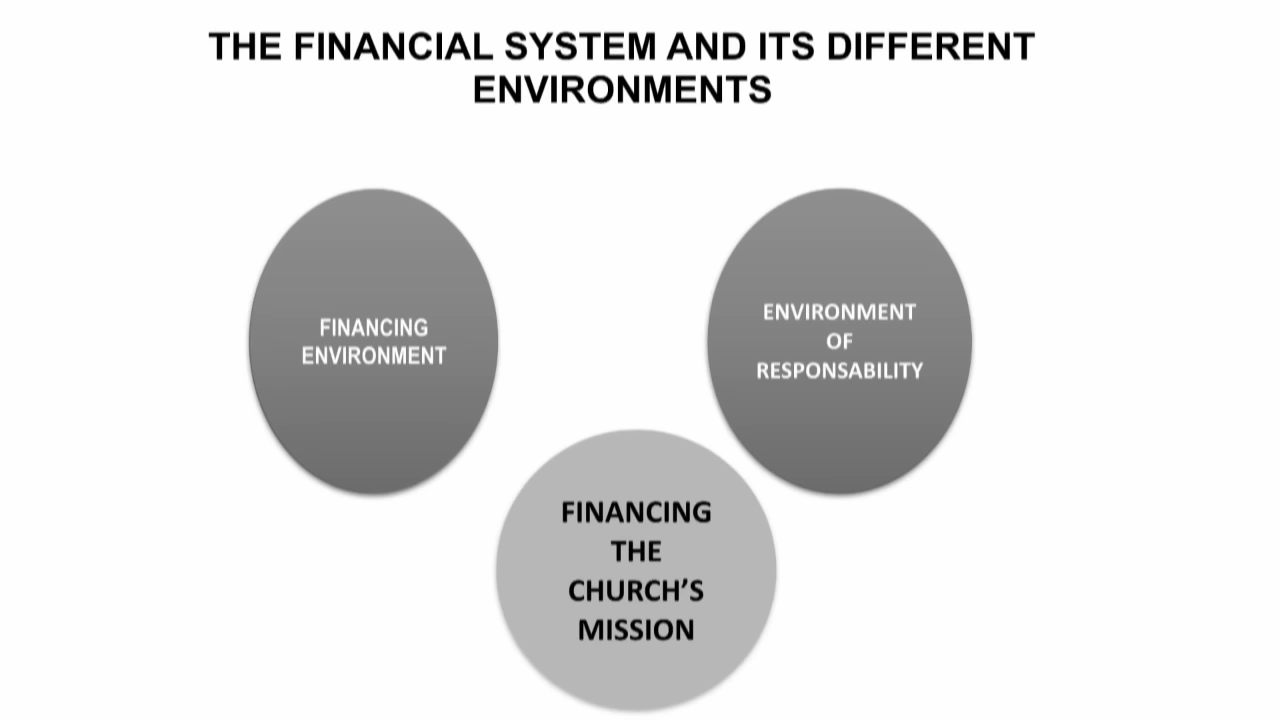 THE FINANCIAL SYSTEM AND ITS DIFFERENT
ENVIRONMENTS
FINANCING
ENVIRONMENT
ENVIRONMENT
OF
RESPONSABILITY
FINANCING
THE
CHURCH’S
MISSION